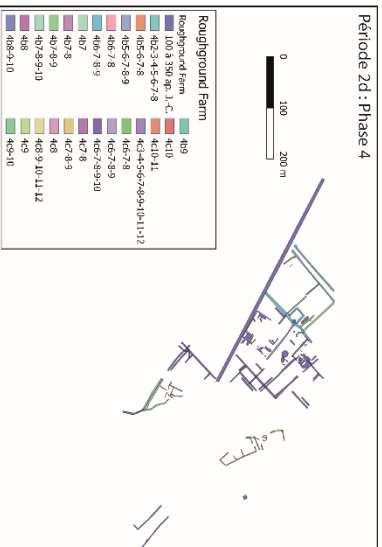 Période 2d : Phase 4
0 100 200 m
Roughground Farm
Roughground Farm
100 à 350 ap. J.-C.
4b2-3-4-5-6-7-8
4b5-6-7-8
4b5-6-7-8-9
4b6-7-8
4b6-7-8-9
4b7
4b7-8
4b7-8-9
4b7-8-9-10
4b8
4b8-9-10
4b9
4c10
4c10-11
4c3-4-5-6-7-8-9-10-11-12
4c6-7-8
4c6-7-8-9
4c6-7-8-9-10
4c7-8
4c7-8-9
4c8
4c8-9-10-11-12
4c9
4c9-10